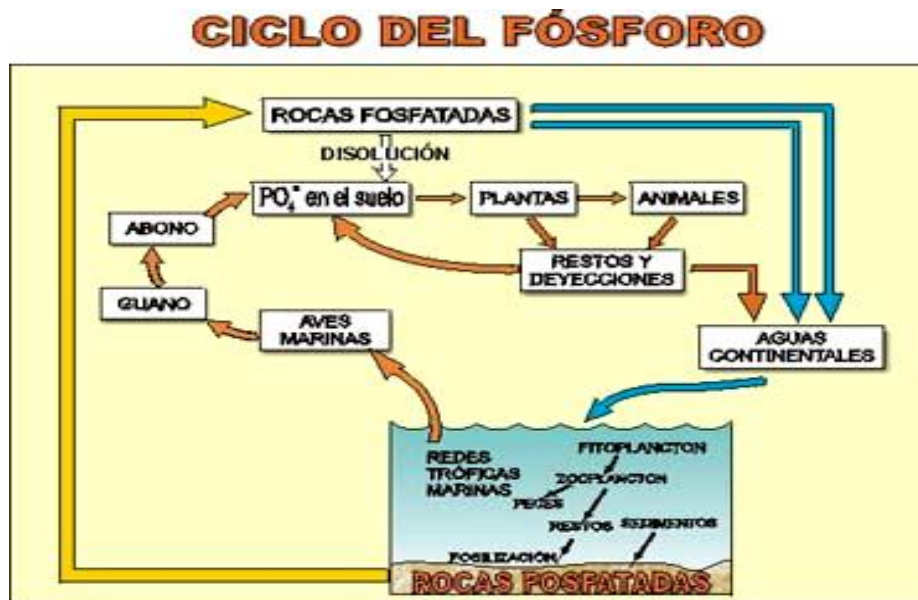 CICLO DEL FÓSFORO
ROCAS FOSFATADAS
DISOLUCIÓN
PO₄⁼ en el suelo
PLANTAS
ANIMALES
ABONO
RESTOS Y
DEYECCIONES
GUANO
AVES
MARINAS
AGUAS
CONTINENTALES
REDES
TRÓFICAS
MARINAS
FITOPLANCTON
ZOOPLANCTON
PECES
RESTOS
SEDIMENTOS
FOSILIZACIÓN
ROCAS FOSFATADAS